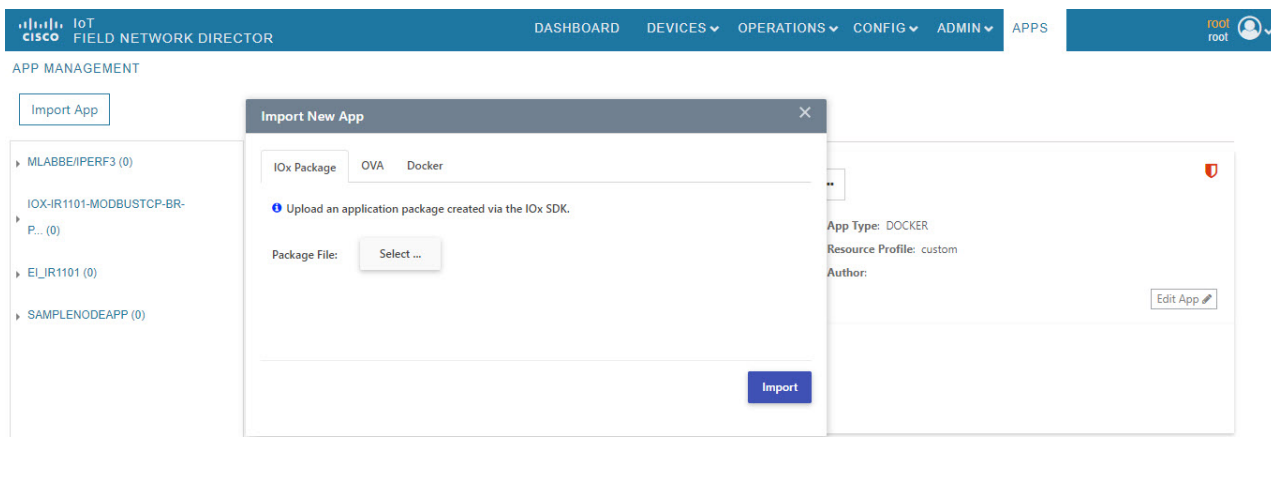 IoT
CISCO FIELD NETWORK DIRECTOR
DASHBOARD DEVICES OPERATIONS CONFIG ADMIN APPS
root
root
APP MANAGEMENT
Import App
MLABBE/IPERF3 (0)
IOX-IR1101-MODBUSTCP-BR-
P... (0)
EI_IR1101 (0)
SAMPLENODEAPP (0)
Import New App
IOx Package OVA Docker
Upload an application package created via the IOx SDK.
Package File: Select ...
Import
App Type: DOCKER
Resource Profile: custom
Author:
Edit App